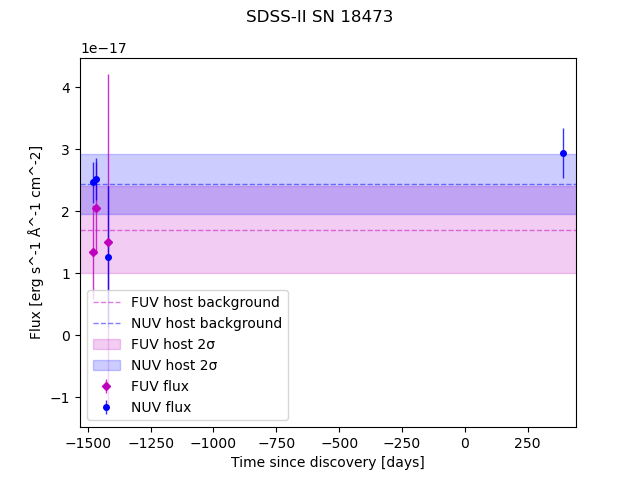 SDSS-II SN 18473
1e−17
4
3
2
1
0
−1
Flux [erg s^-1 Å^-1 cm^-2]
FUV host background
NUV host background
FUV host 2σ
NUV host 2σ
FUV flux
NUV flux
−1500 −1250 −1000 −750 −500 −250 0 250
Time since discovery [days]